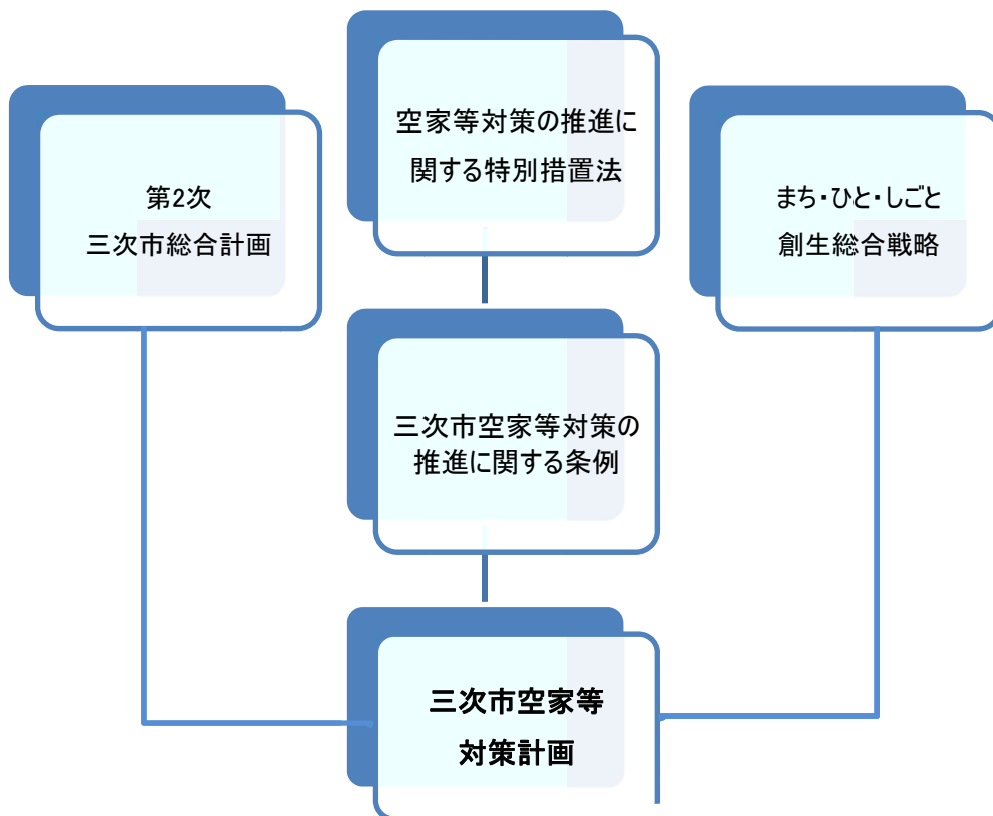 空家等対策の推進に
関する特別措置法
第2次
三次市総合計画
まち・ひと・しごと
創生総合戦略
三次市空家等対策の
推進に関する条例
三次市空家等
対策計画